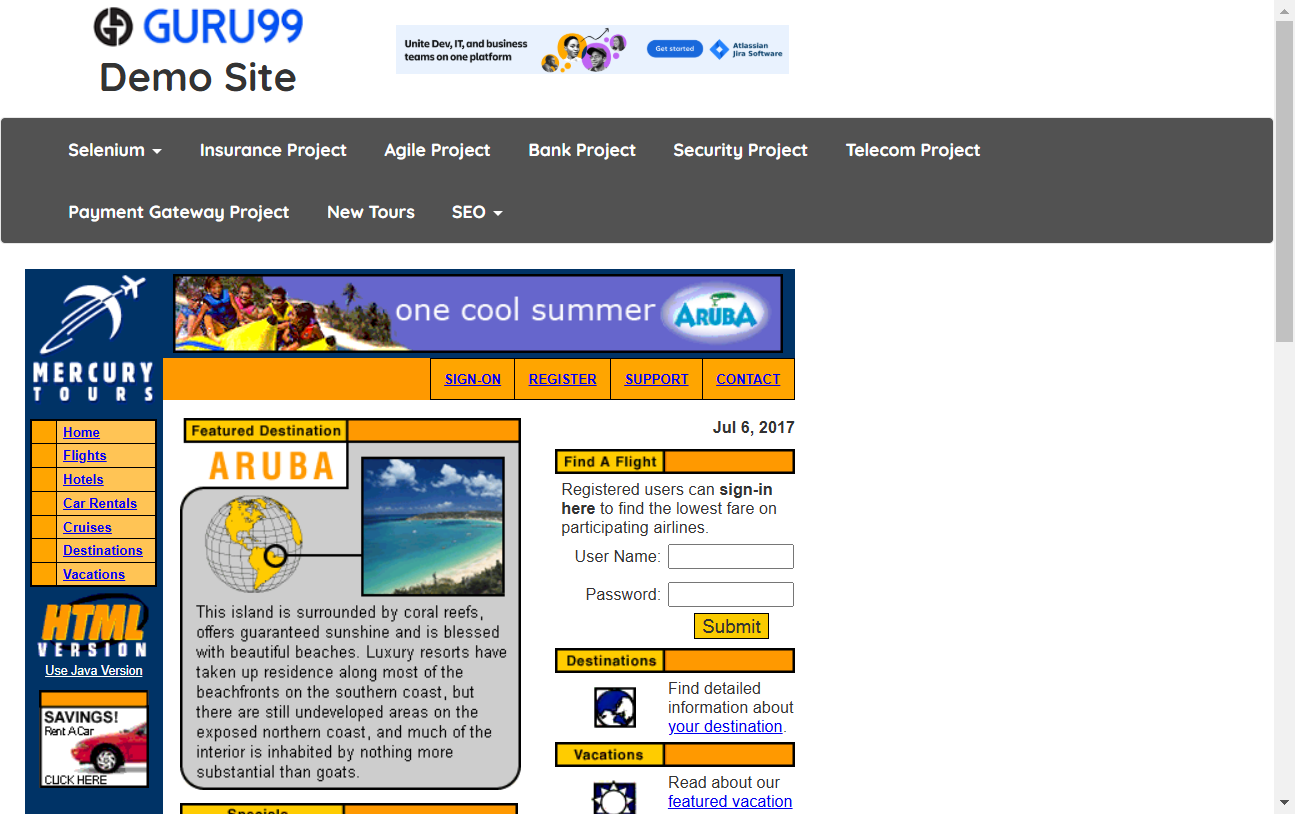 GURU99
Demo Site
Unite Dev, IT, and business
teams on one platform
Get started
Atlassian
Jira Software
Selenium
Insurance Project
Agile Project
Bank Project
Security Project
Telecom Project
Payment Gateway Project
New Tours
SEO
MERCURY
TOURS
one cool summer
ARUBA
SIGN-ON
REGISTER
SUPPORT
CONTACT
Home
Flights
Hotels
Car Rentals
Cruises
Destinations
Vacations
HTML
VERSION
Use Java Version
SAVINGS!
Rent A Car
CLICK HERE
Featured Destination
ARUBA
This island is surrounded by coral reefs,
offers guaranteed sunshine and is blessed
with beautiful beaches. Luxury resorts have
taken up residence along most of the
beachfronts on the southern coast, but
there are still undeveloped areas on the
exposed northern coast, and much of the
interior is inhabited by nothing more
substantial than goats.
Specials
Jul 6, 2017
Find A Flight
Registered users can sign-in
here to find the lowest fare on
participating airlines.
User Name:
Password:
Submit
Destinations
Find detailed
information about
your destination.
Vacations
Read about our
featured vacation